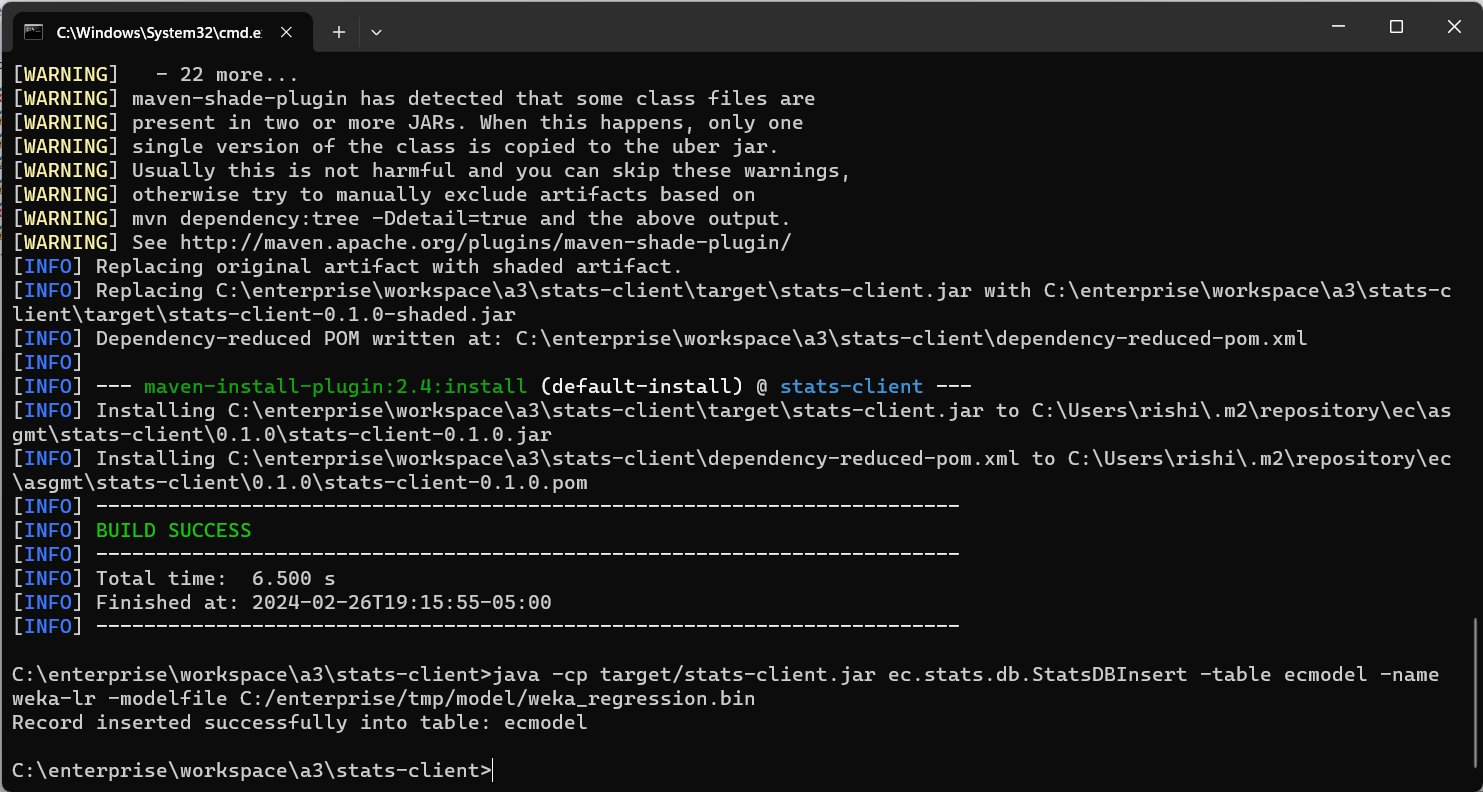 C:\Windows\System32\cmd.e
[WARNING]   - 22 more...
[WARNING] maven-shade-plugin has detected that some class files are
[WARNING] present in two or more JARs. When this happens, only one
[WARNING] single version of the class is copied to the uber jar.
[WARNING] Usually this is not harmful and you can skip these warnings,
[WARNING] otherwise try to manually exclude artifacts based on
[WARNING] mvn dependency:tree -Ddetail=true and the above output.
[WARNING] See http://maven.apache.org/plugins/maven-shade-plugin/
[INFO] Replacing original artifact with shaded artifact.
[INFO] Replacing C:\enterprise\workspace\a3\stats-client\target\stats-client.jar with C:\enterprise\workspace\a3\stats-c
lient\target\stats-client-0.1.0-shaded.jar
[INFO] Dependency-reduced POM written at: C:\enterprise\workspace\a3\stats-client\dependency-reduced-pom.xml
[INFO]
[INFO] --- maven-install-plugin:2.4:install (default-install) @ stats-client ---
[INFO] Installing C:\enterprise\workspace\a3\stats-client\target\stats-client.jar to C:\Users\rishi\.m2\repository\ec\as
gmt\stats-client\0.1.0\stats-client-0.1.0.jar
[INFO] Installing C:\enterprise\workspace\a3\stats-client\dependency-reduced-pom.xml to C:\Users\rishi\.m2\repository\ec
\asgmt\stats-client\0.1.0\stats-client-0.1.0.pom
[INFO] ------------------------------------------------------------------------
[INFO] BUILD SUCCESS
[INFO] ------------------------------------------------------------------------
[INFO] Total time:  6.500 s
[INFO] Finished at: 2024-02-26T19:15:55-05:00
[INFO] ------------------------------------------------------------------------
C:\enterprise\workspace\a3\stats-client>java -cp target/stats-client.jar ec.stats.db.StatsDBInsert -table ecmodel -name
weka-lr -modelfile C:/enterprise/tmp/model/weka_regression.bin
Record inserted successfully into table: ecmodel
C:\enterprise\workspace\a3\stats-client>